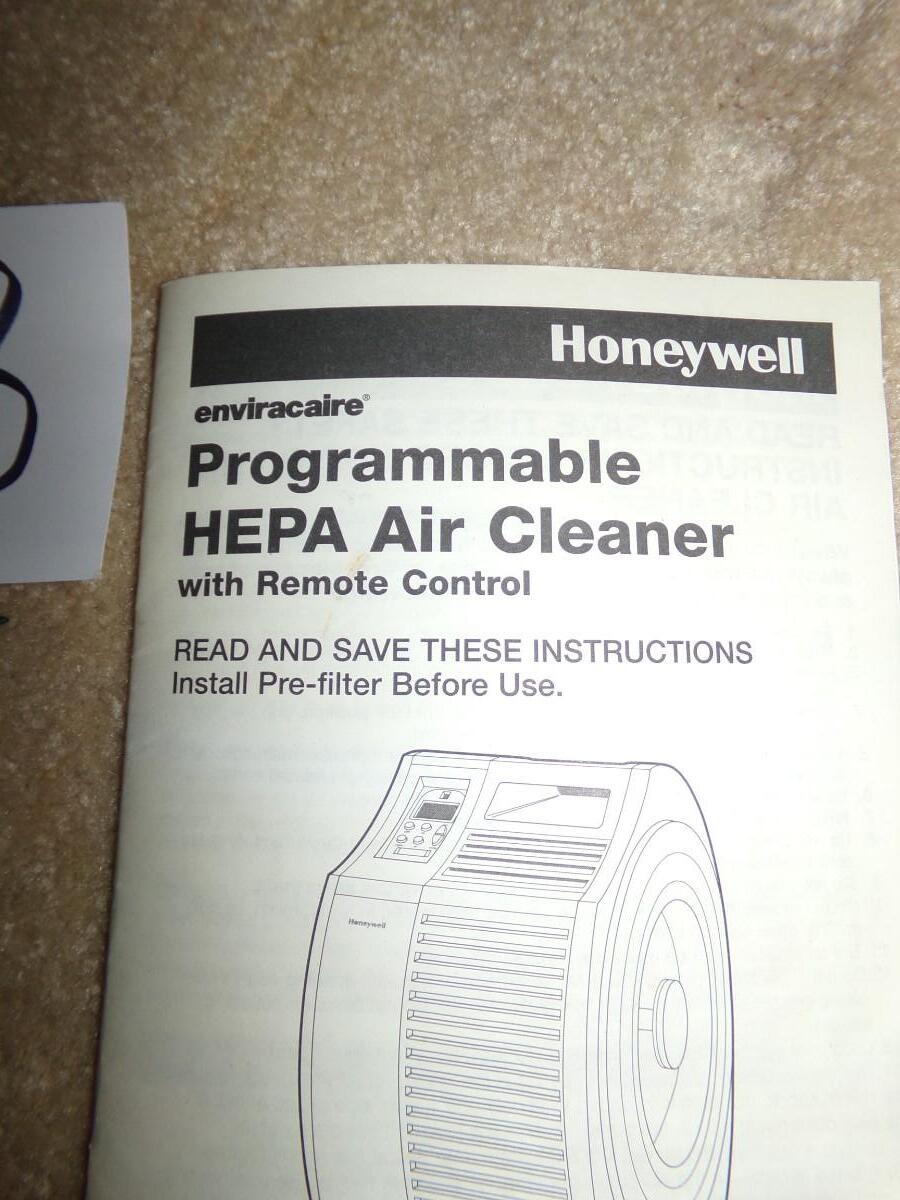 Honeywell
enviracaire®
Programmable
HEPA Air Cleaner
with Remote Control
READ AND SAVE THESE INSTRUCTIONS
Install Pre-filter Before Use.
Honeywell